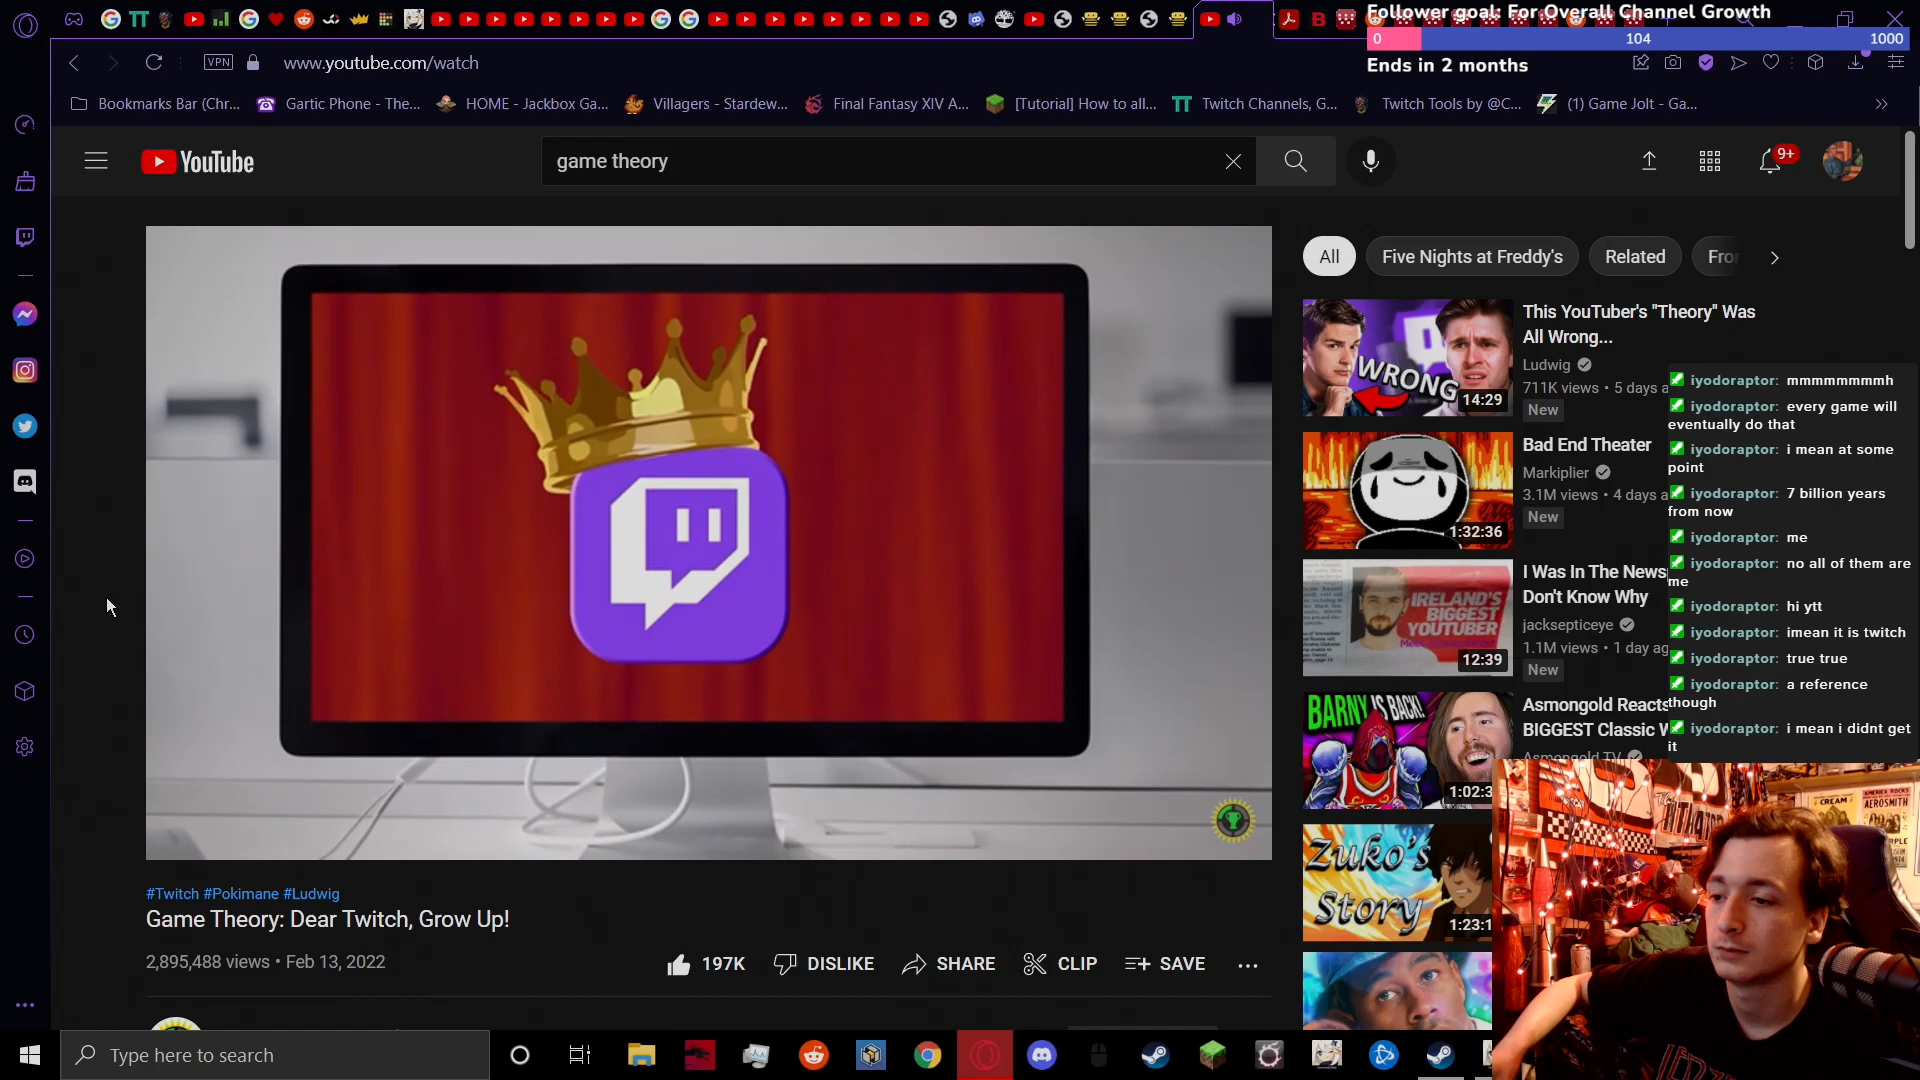 Follower goal: For Overall Channel Growth
0 104 1000
Ends in 2 months
VPN www.youtube.com/watch
Bookmarks Bar (Chr... Gartic Phone - The... HOME - Jackbox Ga... Villagers - Stardew... Final Fantasy XIV A... [Tutorial] How to all... Twitch Channels, G... Twitch Tools by @C... (1) Game Jolt - Ga...
YouTube game theory 9+
All Five Nights at Freddy's Related Fro
This YouTuber's "Theory" Was
All Wrong...
Ludwig
711K views • 5 days a
New
WRONG
14:29
Bad End Theater
Markiplier
3.1M views • 4 days a
New
1:32:36
I Was In The News
Don't Know Why
jacksepticeye
1.1M views • 1 day ag
New
IRELAND'S
BIGGEST
YOUTUBER
12:39
Asmongold Reacts
BIGGEST Classic W
Asmongold TV
BARNY IS BACK!
1:02:3
Zuko's
Story
1:23:1
iyodoraptor: mmmmmmmmh
iyodoraptor: every game will
eventually do that
iyodoraptor: i mean at some
point
iyodoraptor: 7 billion years
from now
iyodoraptor: me
iyodoraptor: no all of them are
me
iyodoraptor: hi ytt
iyodoraptor: imean it is twitch
iyodoraptor: true true
iyodoraptor: a reference
though
iyodoraptor: i mean i didnt get
it
CREAM
AMERICA ROCKS
AEROSMITH
#Twitch #Pokimane #Ludwig
Game Theory: Dear Twitch, Grow Up!
2,895,488 views • Feb 13, 2022
197K DISLIKE SHARE CLIP SAVE
Type here to search